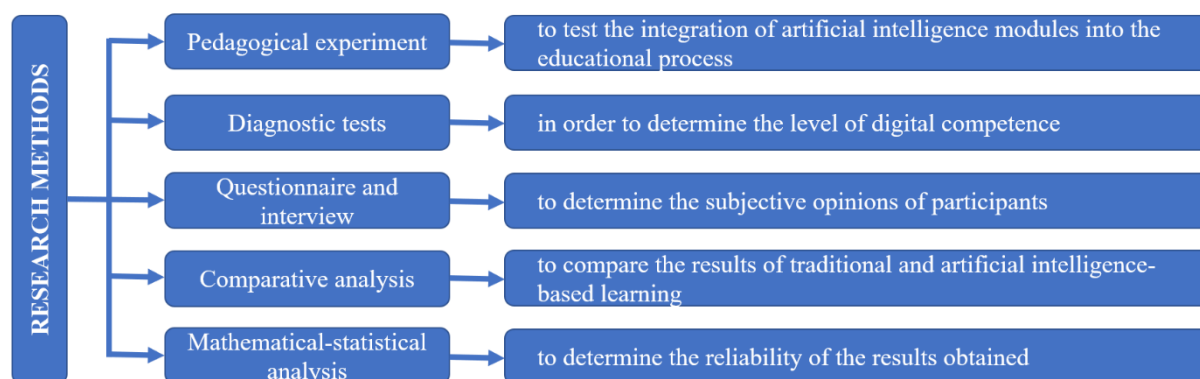 RESEARCH METHODS
Pedagogical experiment
to test the integration of artificial intelligence modules into the
educational process
Diagnostic tests
in order to determine the level of digital competence
Questionnaire and
interview
to determine the subjective opinions of participants
Comparative analysis
to compare the results of traditional and artificial intelligence-
based learning
Mathematical-statistical
analysis
to determine the reliability of the results obtained